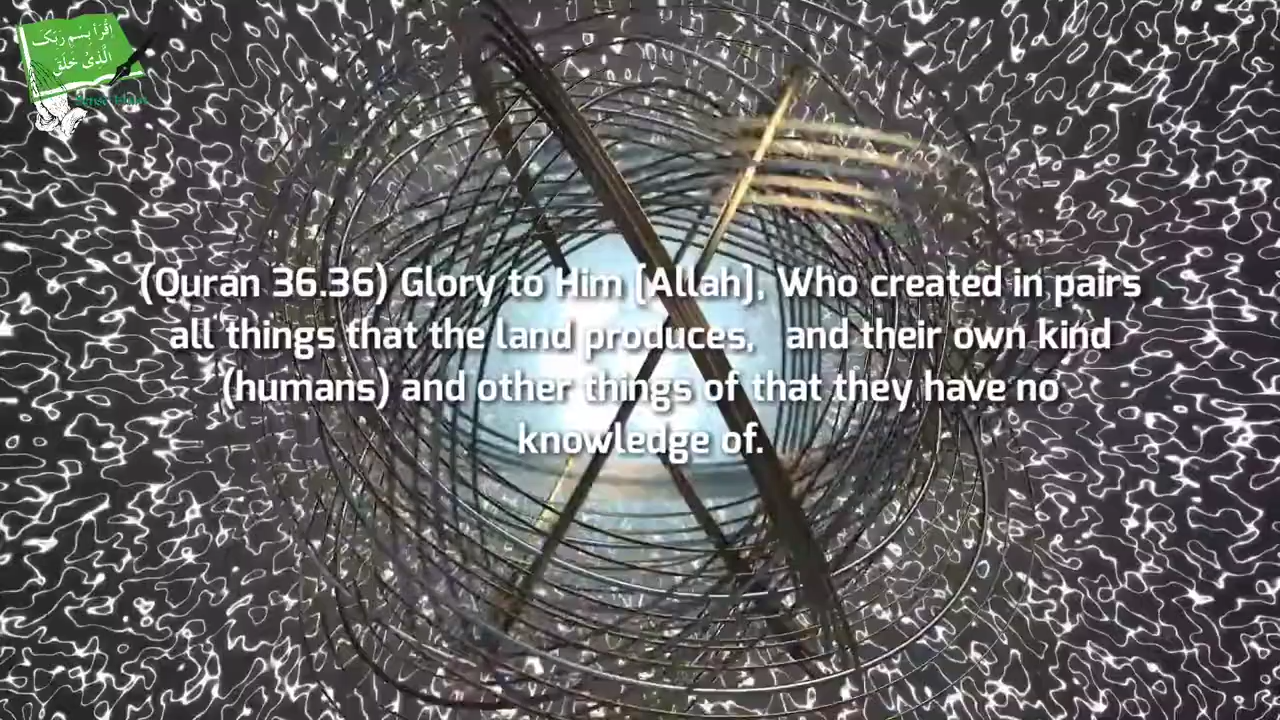 اقْرَأْ بِسْمِ رَبِّكَ
الَّذِي خَلَقَ
(Quran 36.36) Glory to Him [Allah], Who created in pairs
all things that the land produces, and their own kind
(humans) and other things of that they have no
knowledge of.